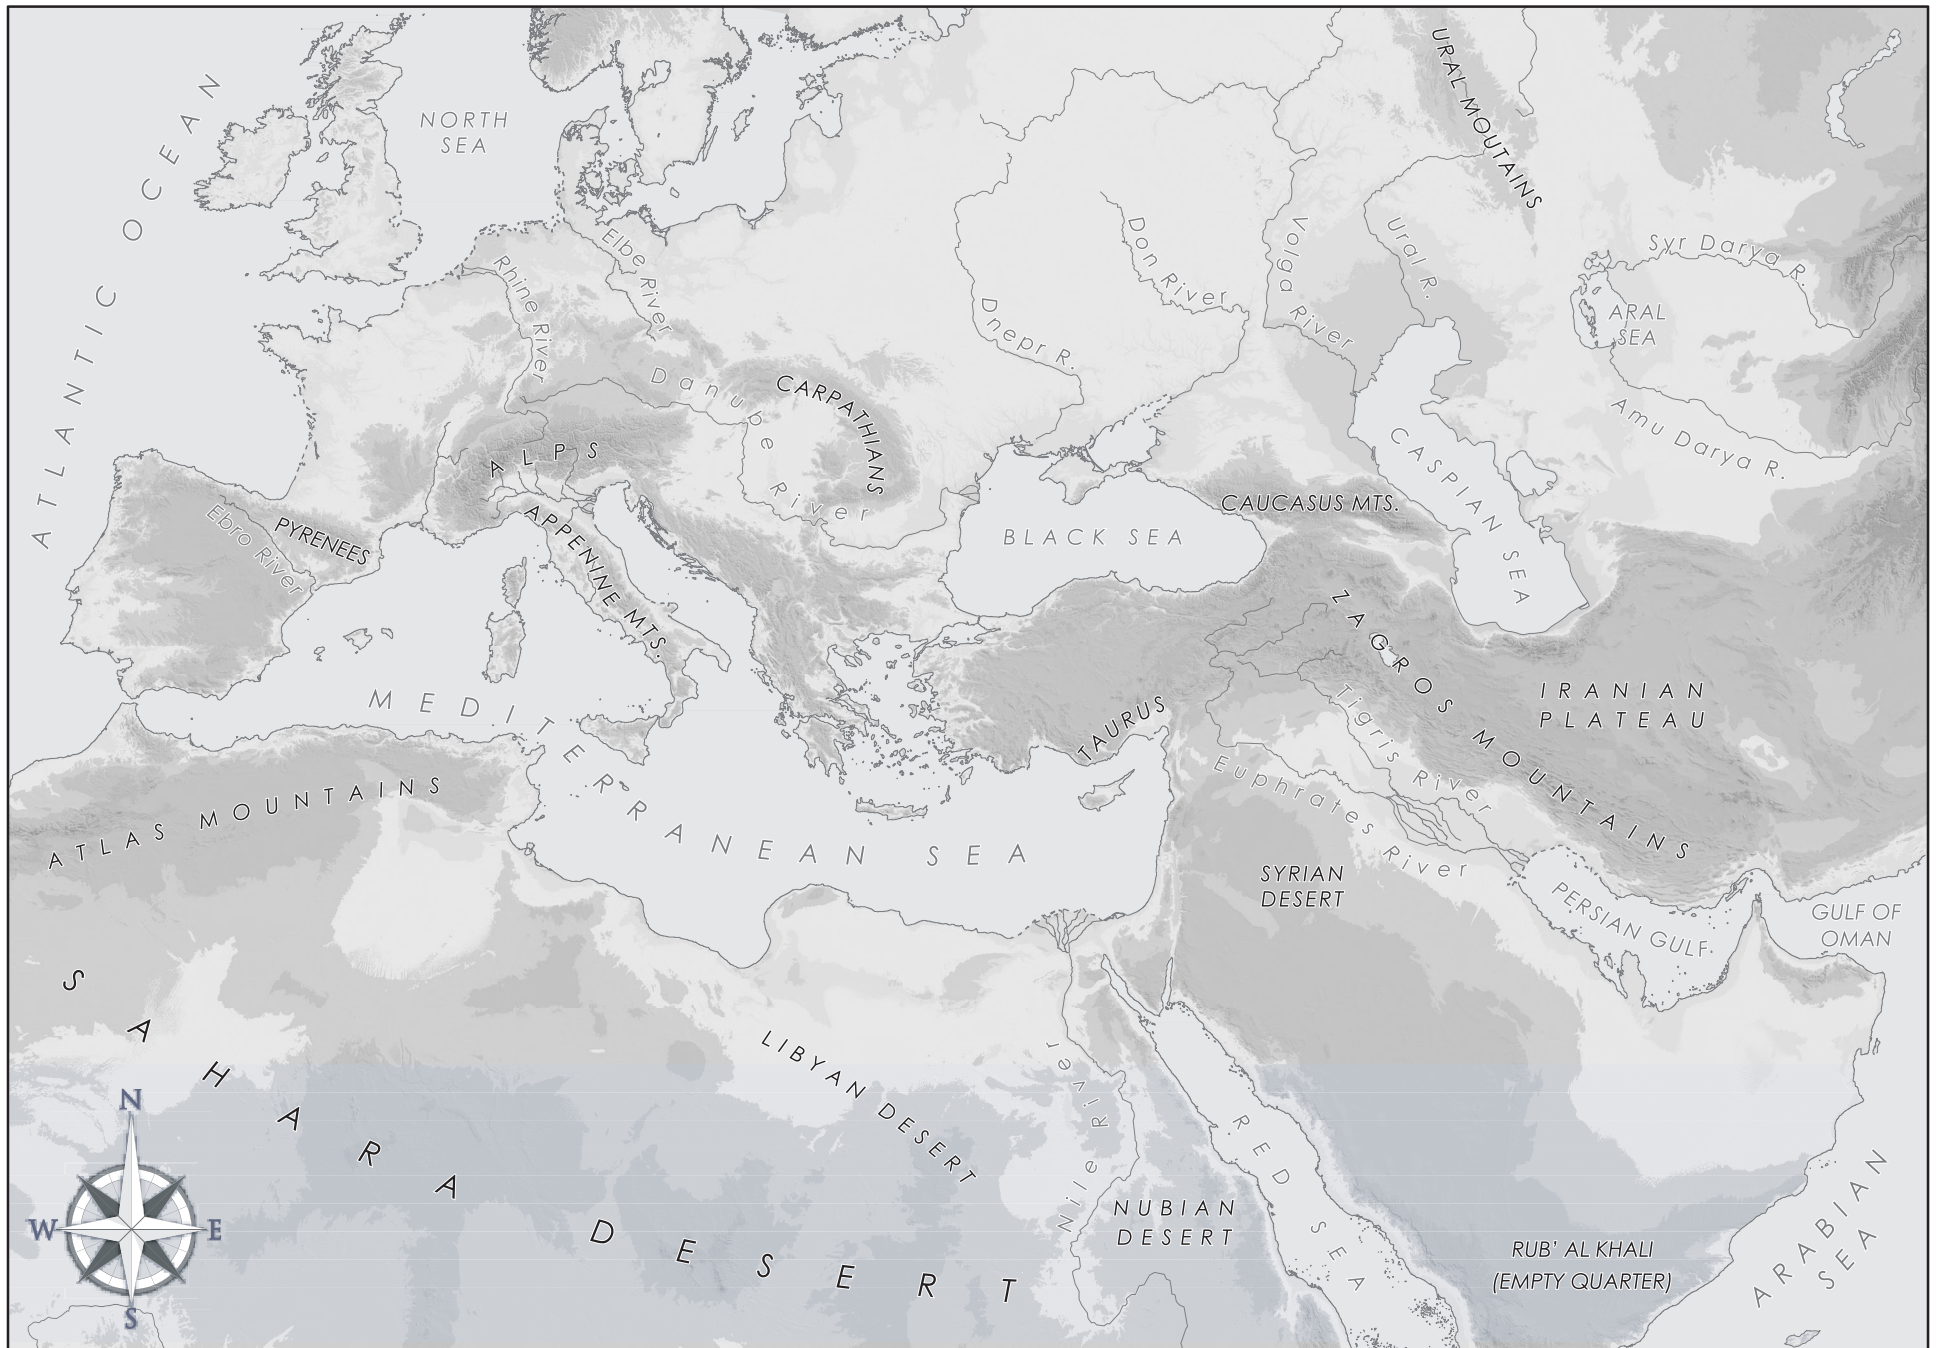 ATLANTIC OCEAN
NORTH
SEA
URAL MOUTAINS
Elbe River
Rhine River
Don River
Volga River
Ural R.
Syr Darya R.
ARAL
SEA
Dnepr R.
Danube River
CARPATHIANS
Amu Darya R.
ALPS
CASPIAN SEA
CAUCASUS MTS.
BLACK SEA
Ebro River
PYRENEES
APPENINE MTS.
ZAGROS MOUNTAINS
IRANIAN
PLATEAU
MEDITERRANEAN SEA
TAURUS
Tigris River
Euphrates River
ATLAS MOUNTAINS
SYRIAN
DESERT
PERSIAN GULF
GULF OF
OMAN
SAHARA DESERT
LIBYAN DESERT
Nile River
RED SEA
NUBIAN
DESERT
RUB' AL KHALI
(EMPTY QUARTER)
ARABIAN
SEA
N
W
E
S